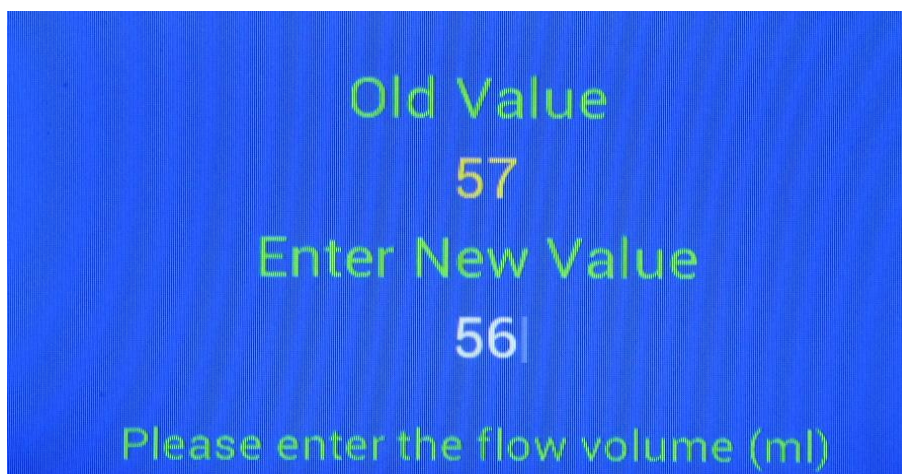 Old Value
57
Enter New Value
56
Please enter the flow volume (ml)